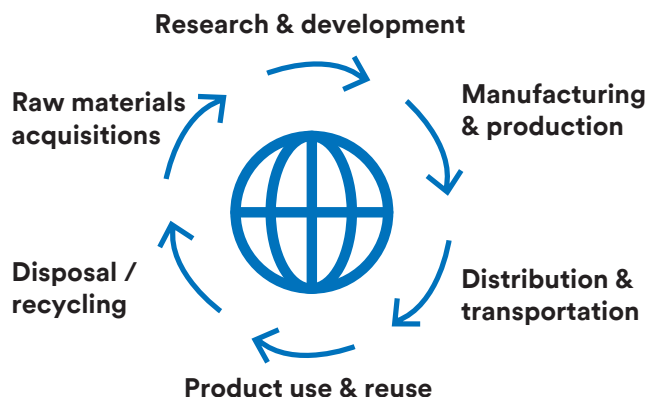 Research & development
Manufacturing
& production
Distribution &
transportation
Product use & reuse
Disposal /
recycling
Raw materials
acquisitions